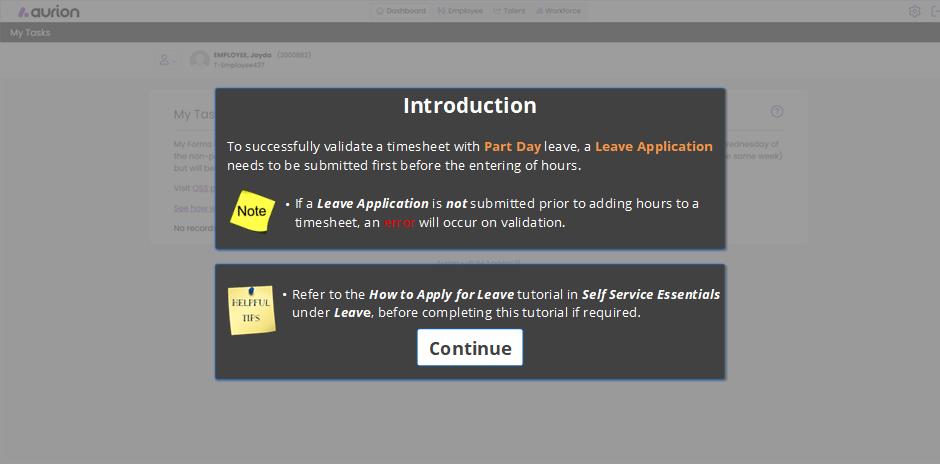 aurion
Dashboard Employee Talent Workforce
My Tasks
EMPLOYEE, Jayda (2000882)
T-Employee437
Introduction
My Tas
To successfully validate a timesheet with Part Day leave, a Leave Application
needs to be submitted first before the entering of hours.
My Forms
Wednesday of
the non-p
same week)
but will be
Visit QSS p
See how
No record
Note
• If a Leave Application is not submitted prior to adding hours to a
timesheet, an error will occur on validation.
HELPFUL
TIPS
• Refer to the How to Apply for Leave tutorial in Self Service Essentials
under Leave, before completing this tutorial if required.
Continue